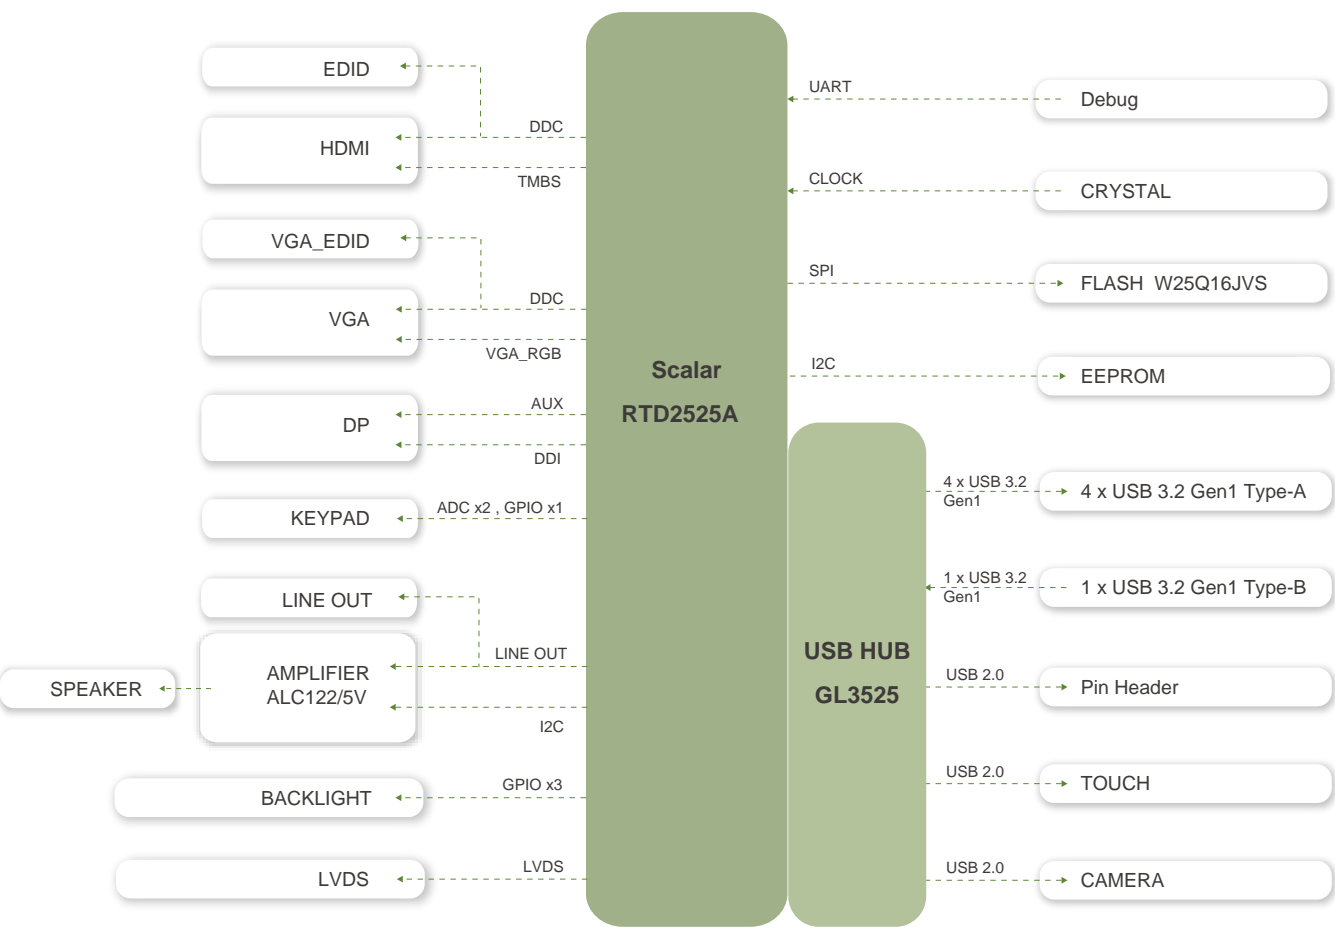 EDID
DDC
HDMI
TMBS
VGA_EDID
DDC
VGA
VGA_RGB
AUX
DP
DDI
KEYPAD
ADC x2 , GPIO x1
LINE OUT
LINE OUT
AMPLIFIER
ALC122/5V
SPEAKER
I2C
GPIO x3
BACKLIGHT
LVDS
LVDS
Scalar
RTD2525A
USB HUB
GL3525
UART
Debug
CLOCK
CRYSTAL
SPI
FLASH W25Q16JVS
I2C
EEPROM
4 x USB 3.2
Gen1
4 x USB 3.2 Gen1 Type-A
1 x USB 3.2
Gen1
1 x USB 3.2 Gen1 Type-B
USB 2.0
Pin Header
USB 2.0
TOUCH
USB 2.0
CAMERA